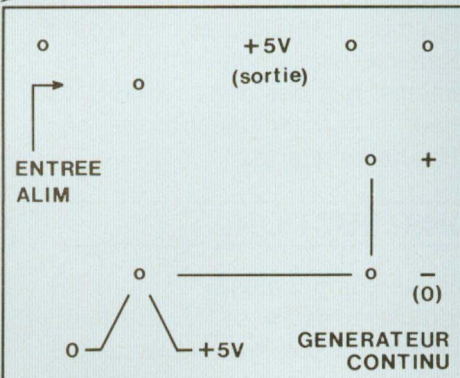 +5V
(sortie)
ENTREE
ALIM
+
−
(0)
0
+5V
GENERATEUR
CONTINU